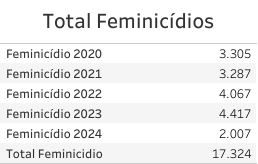 Total Feminicídios
Feminicídio 2020 3.305
Feminicídio 2021 3.287
Feminicídio 2022 4.067
Feminicídio 2023 4.417
Feminicídio 2024 2.007
Total Feminicidio 17.324